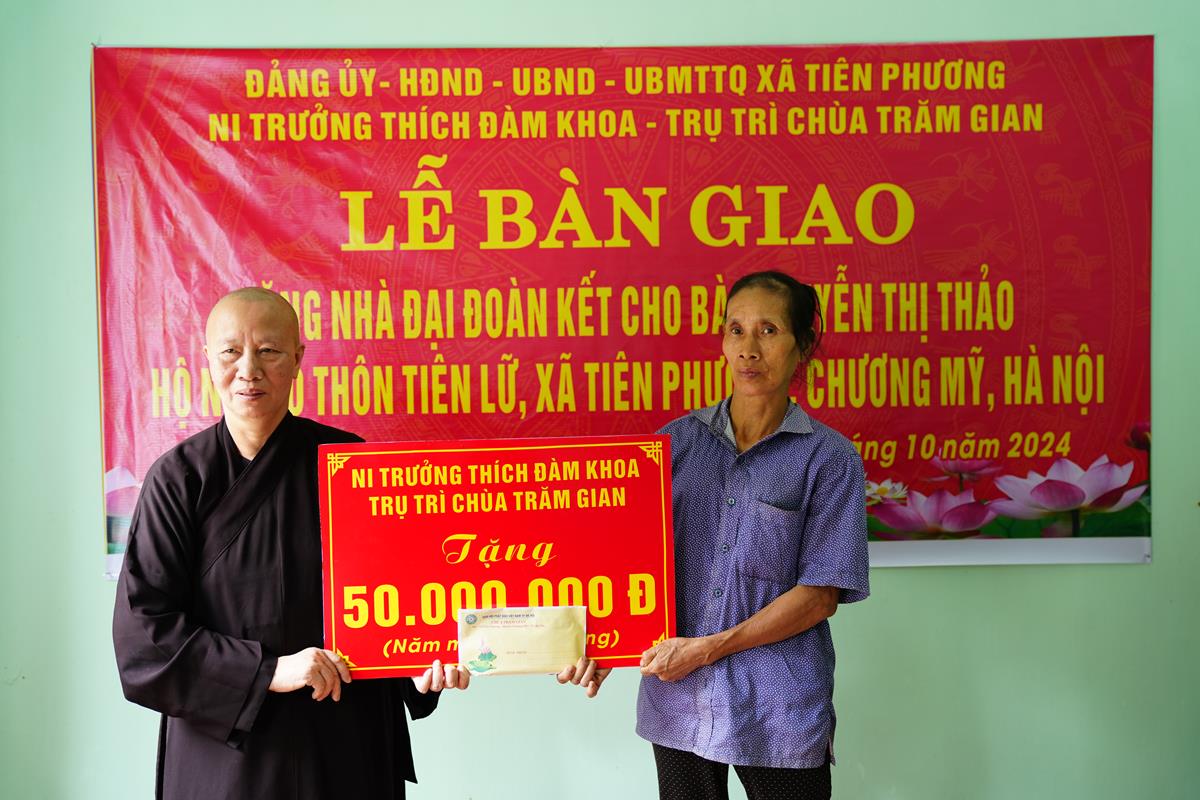 ĐẢNG ỦY- HĐND - UBND - UBMTTQ XÃ TIÊN PHƯƠNG
NI TRƯỞNG THÍCH ĐÀM KHOA - TRỤ TRÌ CHÙA TRĂM GIAN
LỄ BÀN GIAO
NHÀ ĐẠI ĐOÀN KẾT CHO BÀ THỊ THẢO
HỘ THÔN TIÊN LỮ, XÃ TIÊN CHƯƠNG MỸ, HÀ NỘI
10 năm 2024
NI TRƯỞNG THÍCH ĐÀM KHOA
TRỤ TRÌ CHÙA TRĂM GIAN
Tặng
50.000.000 Đ
(Năm